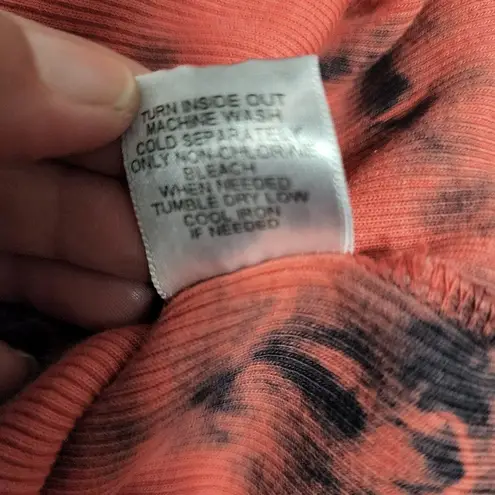 TURN INSIDE OUT
MACHINE WASH
COLD SEPARATELY
ONLY NON-CHLORINE
BLEACH
WHEN NEEDED
TUMBLE DRY LOW
COOL IRON
IF NEEDED